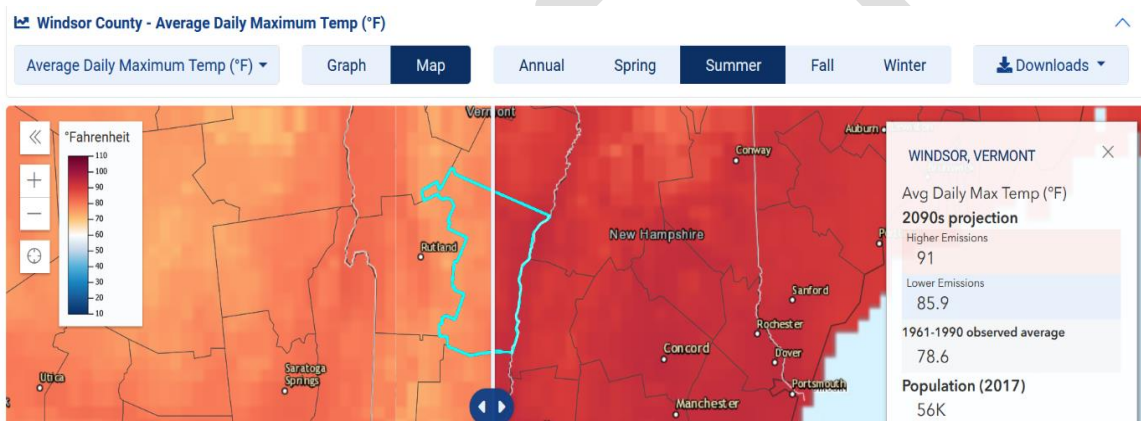 Windsor County - Average Daily Maximum Temp (°F)
Average Daily Maximum Temp (°F) Graph Map Annual Spring Summer Fall Winter Downloads
°Fahrenheit
110
100
90
80
70
60
50
40
30
20
10
Vermont
Auburn
Conway
New Hampshire
Rutland
Sanford
Rochester
Concord
Dover
Utica
Saratoga
Springs
Portsmouth
Manchester
WINDSOR, VERMONT
Avg Daily Max Temp (°F)
2090s projection
Higher Emissions
91
Lower Emissions
85.9
1961-1990 observed average
78.6
Population (2017)
56K